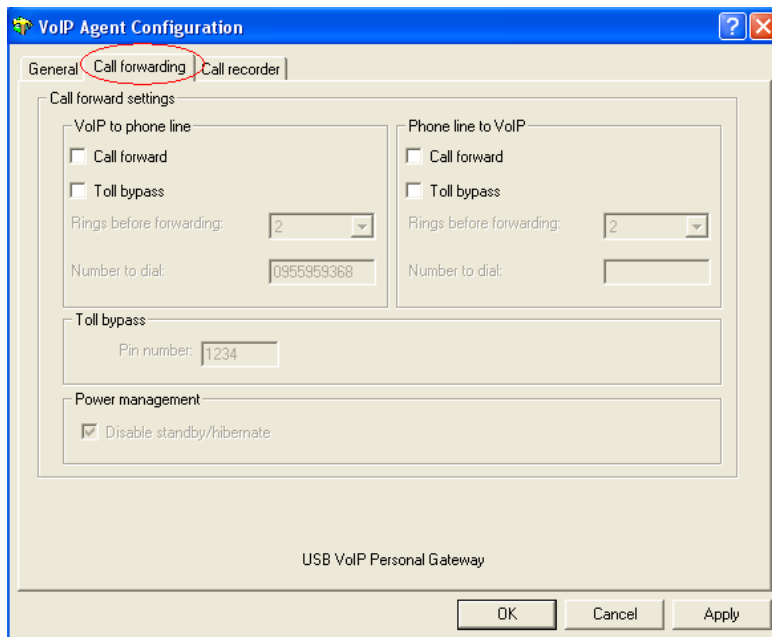 VoIP Agent Configuration
General Call forwarding Call recorder
Call forward settings
VoIP to phone line
Call forward
Toll bypass
Rings before forwarding: 2
Number to dial: 0955959368
Phone line to VoIP
Call forward
Toll bypass
Rings before forwarding: 2
Number to dial:
Toll bypass
Pin number: 1234
Power management
Disable standby/hibernate
USB VoIP Personal Gateway
OK Cancel Apply